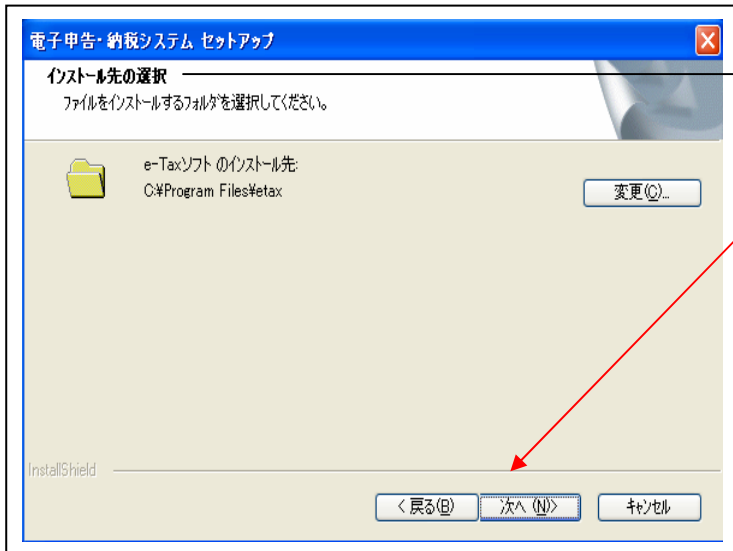 電子申告・納税システム セットアップ
インストール先の選択
ファイルをインストールするフォルダを選択してください。
e-Taxソフト のインストール先:
C:¥Program Files¥etax
変更(C)...
InstallShield
< 戻る(B)
次へ (N)>
キャンセル